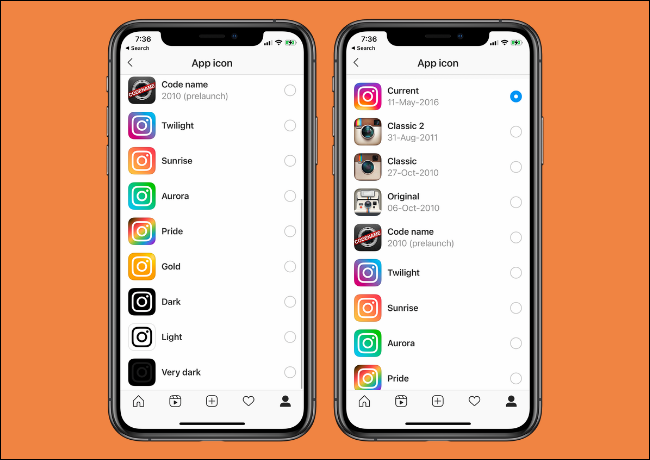 7:36
Search
App icon
Code name
2010 (prelaunch)
Twilight
Sunrise
Aurora
Pride
Gold
Dark
Light
Very dark
7:36
Search
App icon
Current
11-May-2016
Classic 2
31-Aug-2011
Classic
27-Oct-2010
Original
06-Oct-2010
Code name
2010 (prelaunch)
Twilight
Sunrise
Aurora
Pride